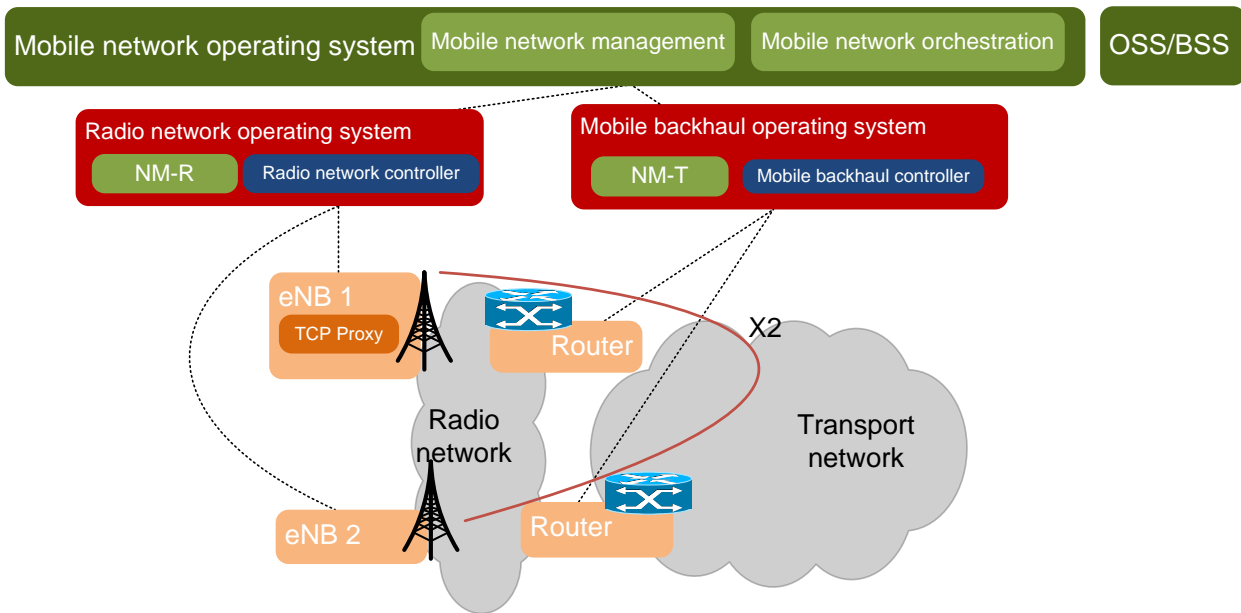 Mobile network operating system
Mobile network management
Mobile network orchestration
OSS/BSS
Radio network operating system
NM-R
Radio network controller
Mobile backhaul operating system
NM-T
Mobile backhaul controller
eNB 1
TCP Proxy
Router
X2
Radio
network
Transport
network
eNB 2
Router